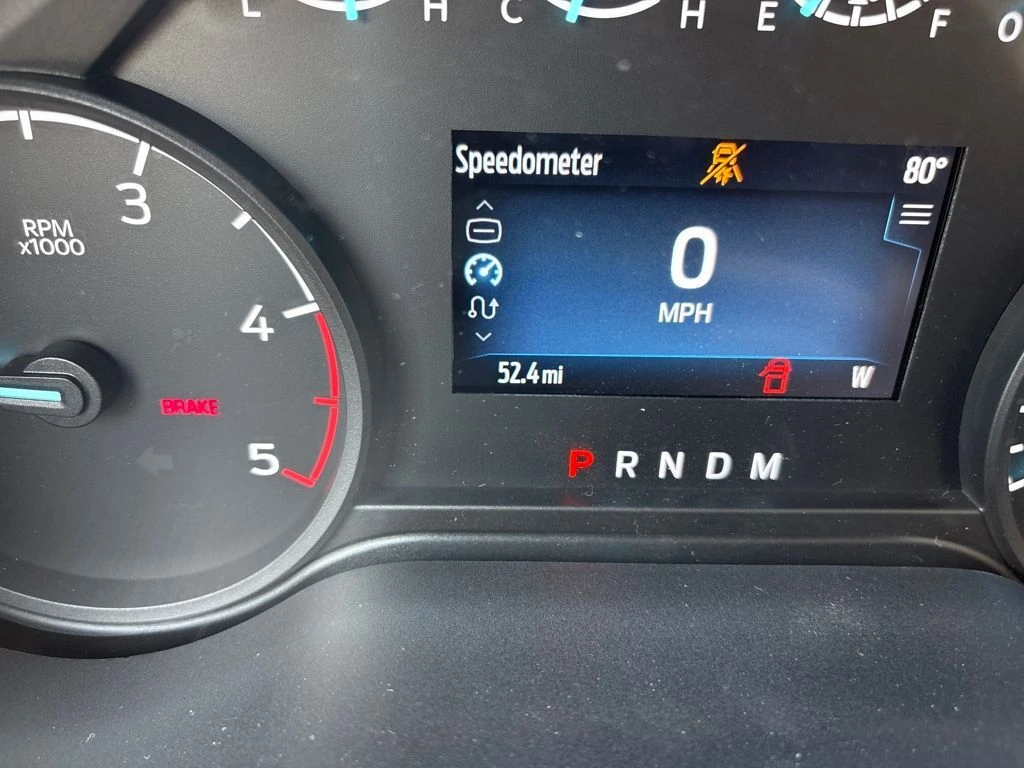 L H C H E F O
Speedometer 80°
3
RPM
x1000
0
MPH
4
52.4 mi W
BRAKE
5
P R N D M